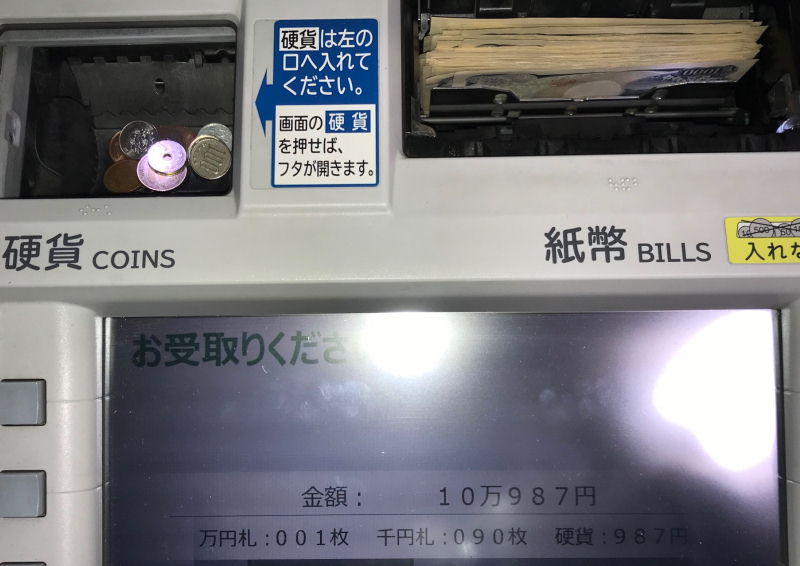 硬貨は左の
口へ入れて
ください。
画面の硬貨
を押せば、
フタが開きます。
硬貨 COINS
紙幣 BILLS
入れな
お受取りくださ
金額： 10万987円
万円札:001枚 千円札:090枚 硬貨:987円